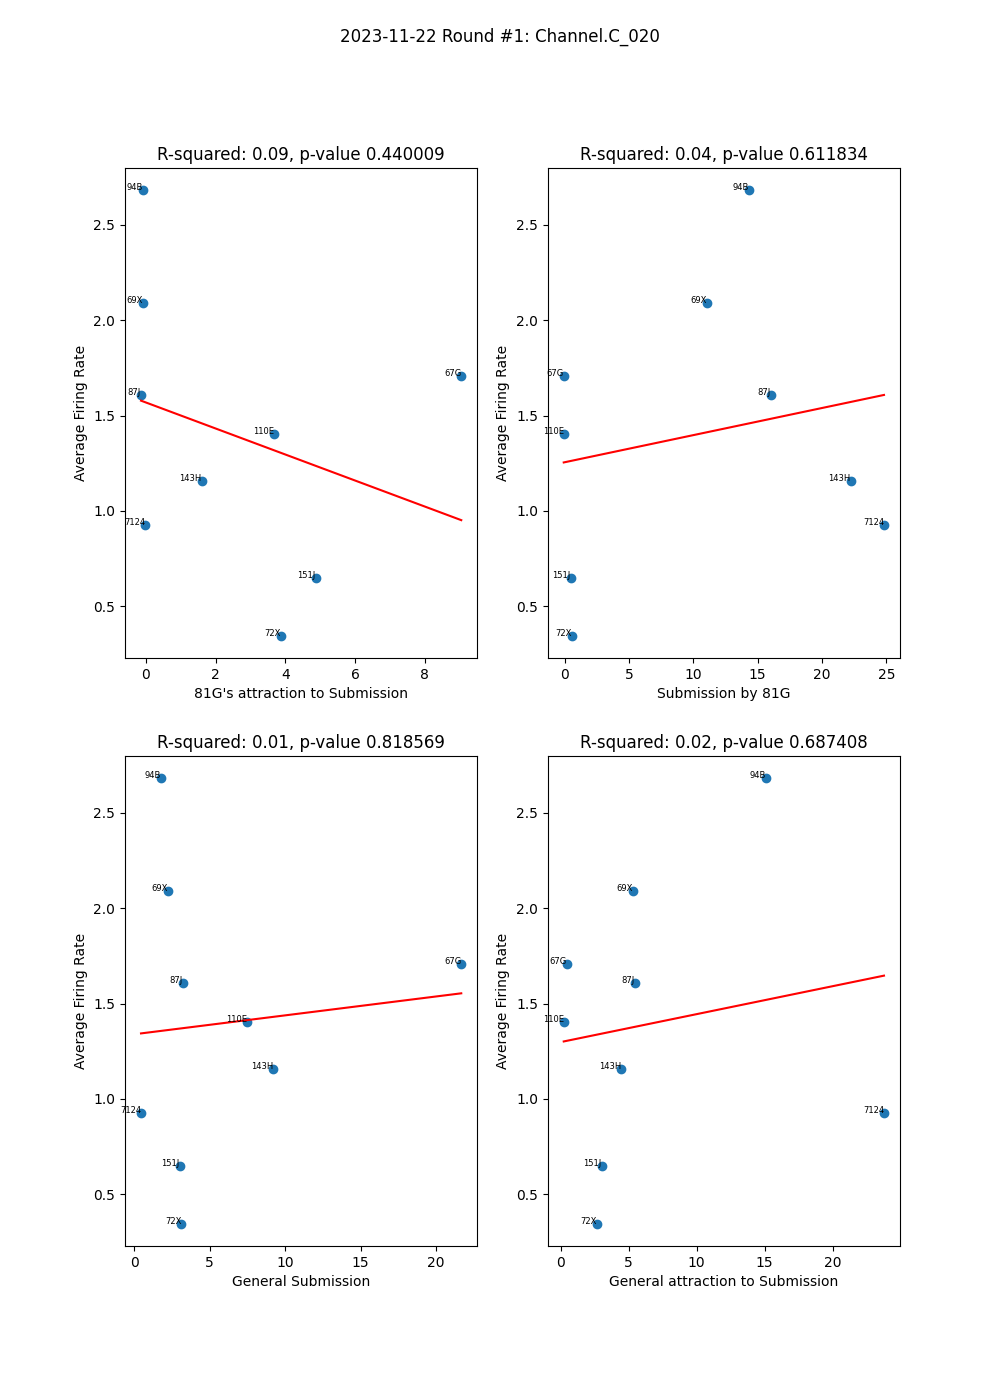 2023-11-22 Round #1: Channel.C_020
R-squared: 0.09, p-value 0.440009
94B
69X
67G
87J
110E
143H
7124
151J
72X
2.5
2.0
1.5
1.0
0.5
Average Firing Rate
0 2 4 6 8
81G's attraction to Submission
R-squared: 0.04, p-value 0.611834
94B
69X
67G
87J
110E
143H
7124
151J
72X
2.5
2.0
1.5
1.0
0.5
Average Firing Rate
0 5 10 15 20 25
Submission by 81G
R-squared: 0.01, p-value 0.818569
94B
69X
67G
87J
110E
143H
7124
151J
72X
2.5
2.0
1.5
1.0
0.5
Average Firing Rate
0 5 10 15 20
General Submission
R-squared: 0.02, p-value 0.687408
94B
69X
67G
87J
110E
143H
7124
151J
72X
2.5
2.0
1.5
1.0
0.5
Average Firing Rate
0 5 10 15 20
General attraction to Submission